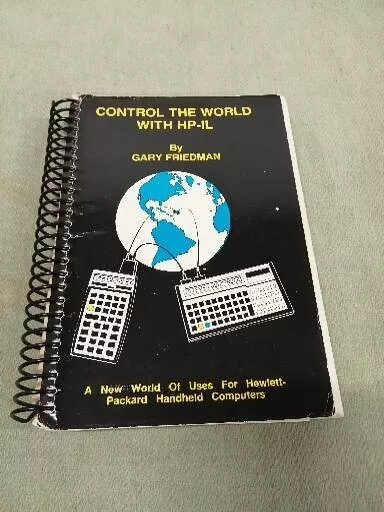 CONTROL THE WORLD
WITH HP-IL
By
GARY FRIEDMAN
A New World Of Uses For Hewlett-
Packard Handheld Computers